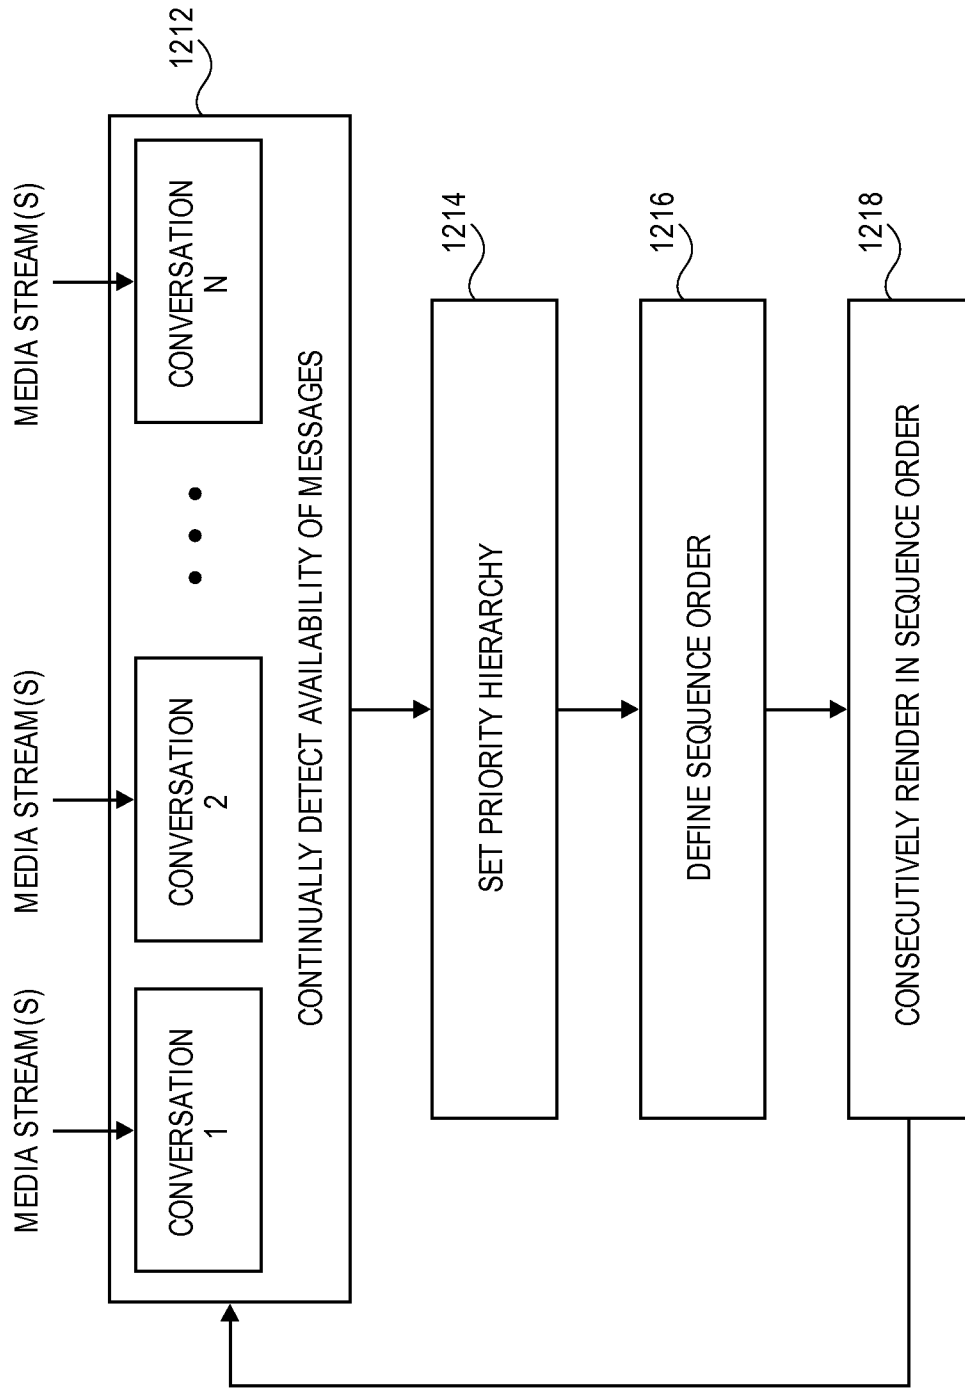 MEDIA STREAM(S)
MEDIA STREAM(S)
MEDIA STREAM(S)
1212
CONVERSATION
1
CONVERSATION
2
CONVERSATION
N
CONTINUALLY DETECT AVAILABILITY OF MESSAGES
1214
SET PRIORITY HIERARCHY
1216
DEFINE SEQUENCE ORDER
1218
CONSECUTIVELY RENDER IN SEQUENCE ORDER